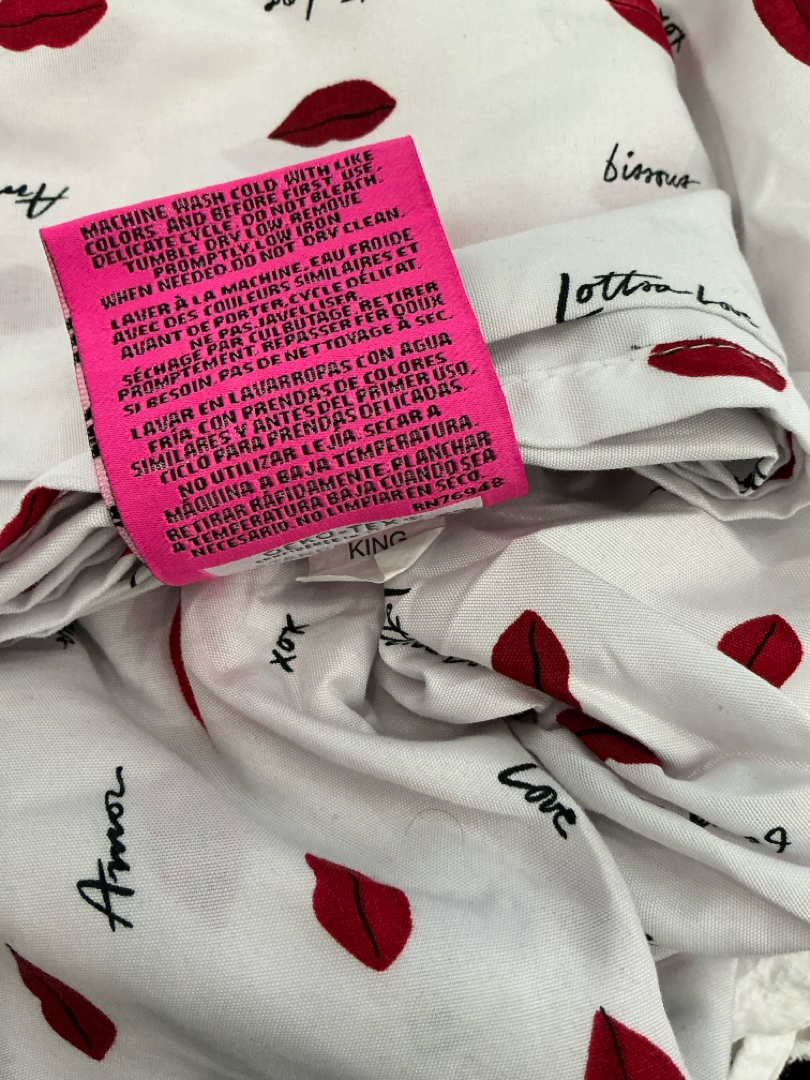 xox
bissous
Lottsa Love
MACHINE WASH COLD WITH LIKE
COLORS, AND BEFORE FIRST USE,
DELICATE CYCLE, DO NOT BLEACH.
TUMBLE DRY LOW, REMOVE
PROMPTLY, LOW IRON
WHEN NEEDED.DO NOT DRY CLEAN.
LAVER À LA MACHINE, EAU FROIDE
AVEC DES COULEURS SIMILAIRES ET
AVANT DE PORTER, CYCLE DÉLICAT.
NE PAS JAVELLISER.
SÉCHAGE PAR CULBUTAGE, RETIRER
PROMPTEMENT, REPASSER FER DOUX
SI BESOIN, PAS DE NETTOYAGE À SEC.
LAVAR EN LAVARROPAS CON AGUA
FRÍA CON PRENDAS DE COLORES
SIMILARES Y ANTES DEL PRIMER USO,
CICLO PARA PRENDAS DELICADAS.
NO UTILIZAR LEJÍA. SECAR A
MÁQUINA A BAJA TEMPERATURA.
RETIRAR RÁPIDAMENTE, PLANCHAR
A TEMPERATURA BAJA CUANDO SEA
NECESARIO. NO LIMPIAR EN SECO.
RN76948
OEKO-TEX
KING
xox
Love
Amor